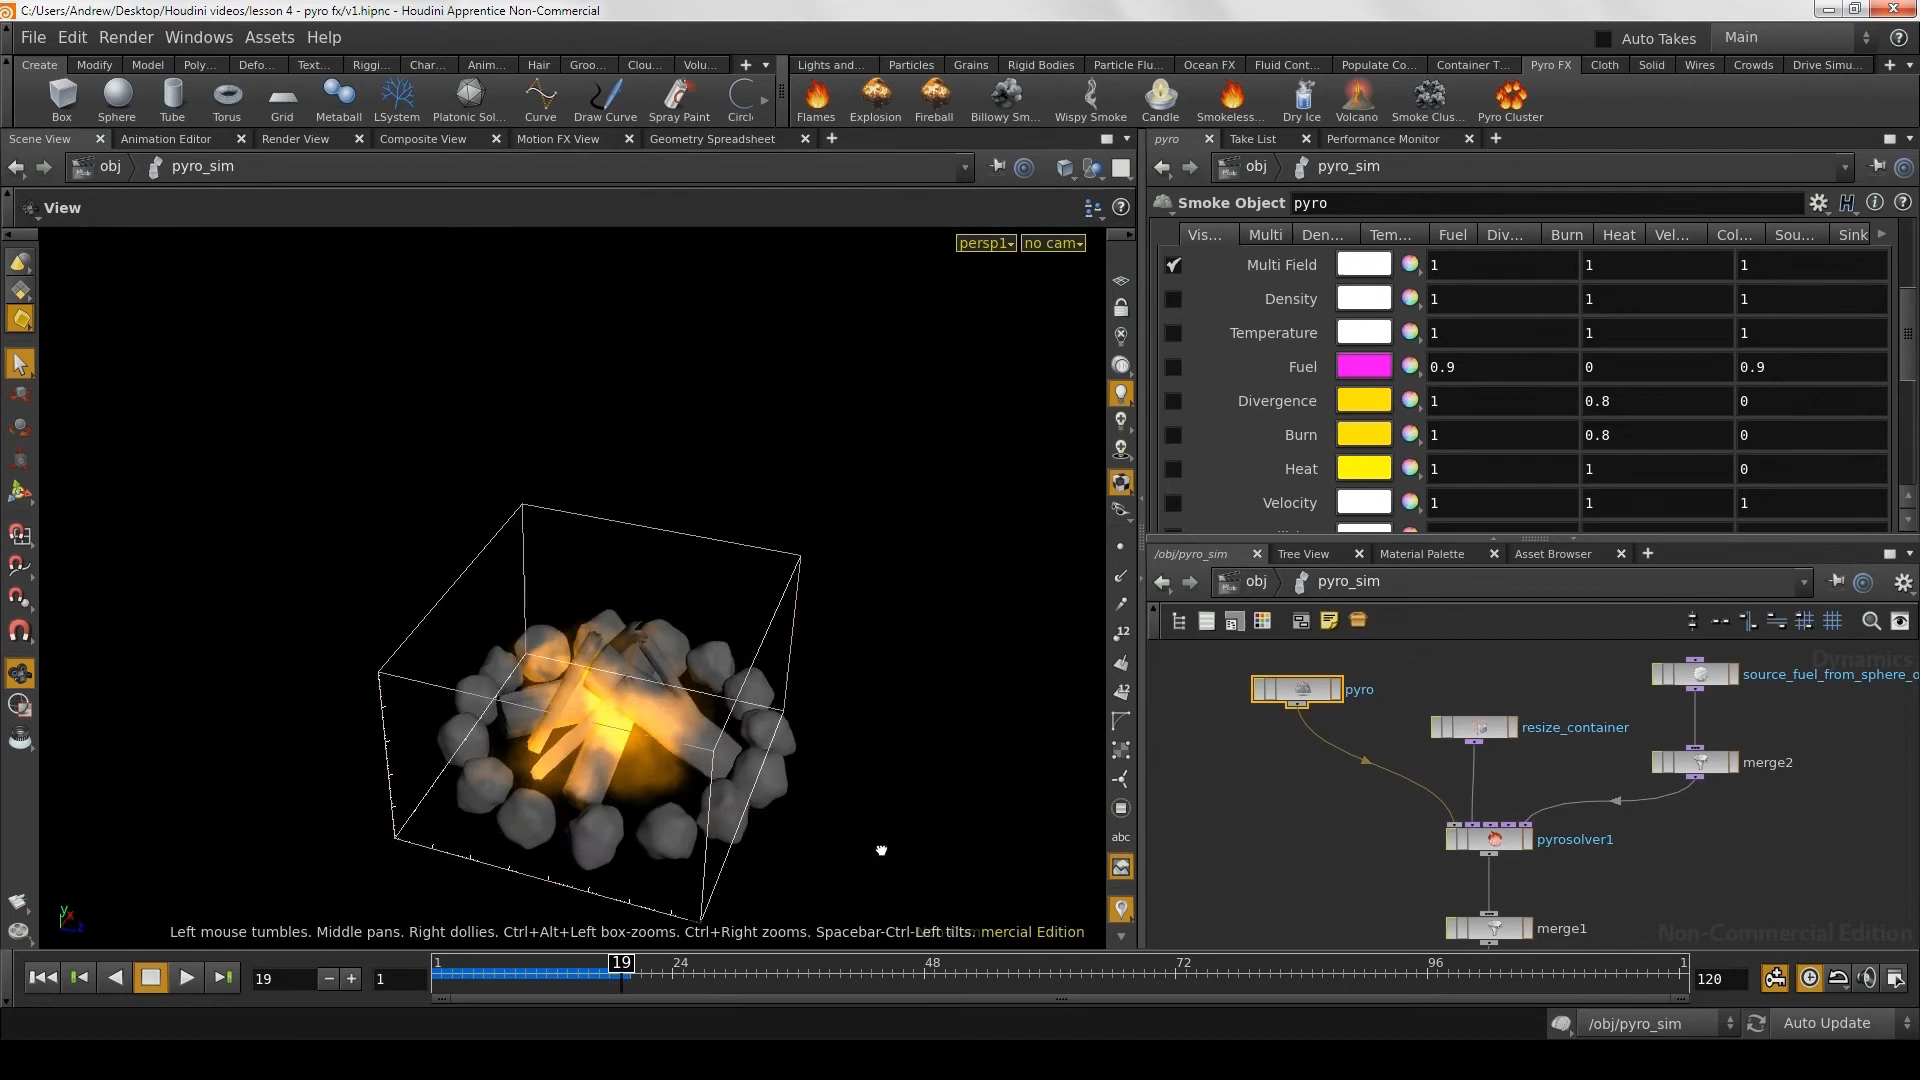 C:/Users/Andrew/Desktop/Houdini videos/lesson 4 - pyro fx/v1.hipnc - Houdini Apprentice Non-Commercial
File Edit Render Windows Assets Help
Auto Takes Main
Create Modify Model Poly... Defo... Text... Riggi... Char... Anim... Hair Groo... Clou... Volu...
Lights and... Particles Grains Rigid Bodies Particle Flu... Ocean FX Fluid Cont... Populate Co... Container T... Pyro FX Cloth Solid Wires Crowds Drive Simu...
Box Sphere Tube Torus Grid Metaball LSystem Platonic Sol... Curve Draw Curve Spray Paint Circl
Flames Explosion Fireball Billowy Sm... Wispy Smoke Candle Smokeless... Dry Ice Volcano Smoke Clus... Pyro Cluster
Scene View Animation Editor Render View Composite View Motion FX View Geometry Spreadsheet
pyro Take List Performance Monitor
obj pyro_sim
obj pyro_sim
View
Smoke Object pyro
persp1 no cam
Vis... Multi Den... Tem... Fuel Div... Burn Heat Vel... Col... Sou... Sink
Multi Field 1 1 1
Density 1 1 1
Temperature 1 1 1
Fuel 0.9 0 0.9
Divergence 1 0.8 0
Burn 1 0.8 0
Heat 1 1 0
Velocity 1 1 1
/obj/pyro_sim Tree View Material Palette Asset Browser
obj pyro_sim
12
12
abc
Dynamics
pyro
source_fuel_from_sphere_o
resize_container
merge2
pyrosolver1
merge1
Non-Commercial Edition
y x z
Left mouse tumbles. Middle pans. Right dollies. Ctrl+Alt+Left box-zooms. Ctrl+Right zooms. Spacebar-Ctrl-Left tilts. mmercial Edition
19 1 1 19 24 48 72 96 1 120
/obj/pyro_sim Auto Update